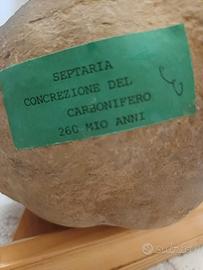 SEPTARIA
CONCREZIONE DEL
CARBONIFERO
260 MIO ANNI